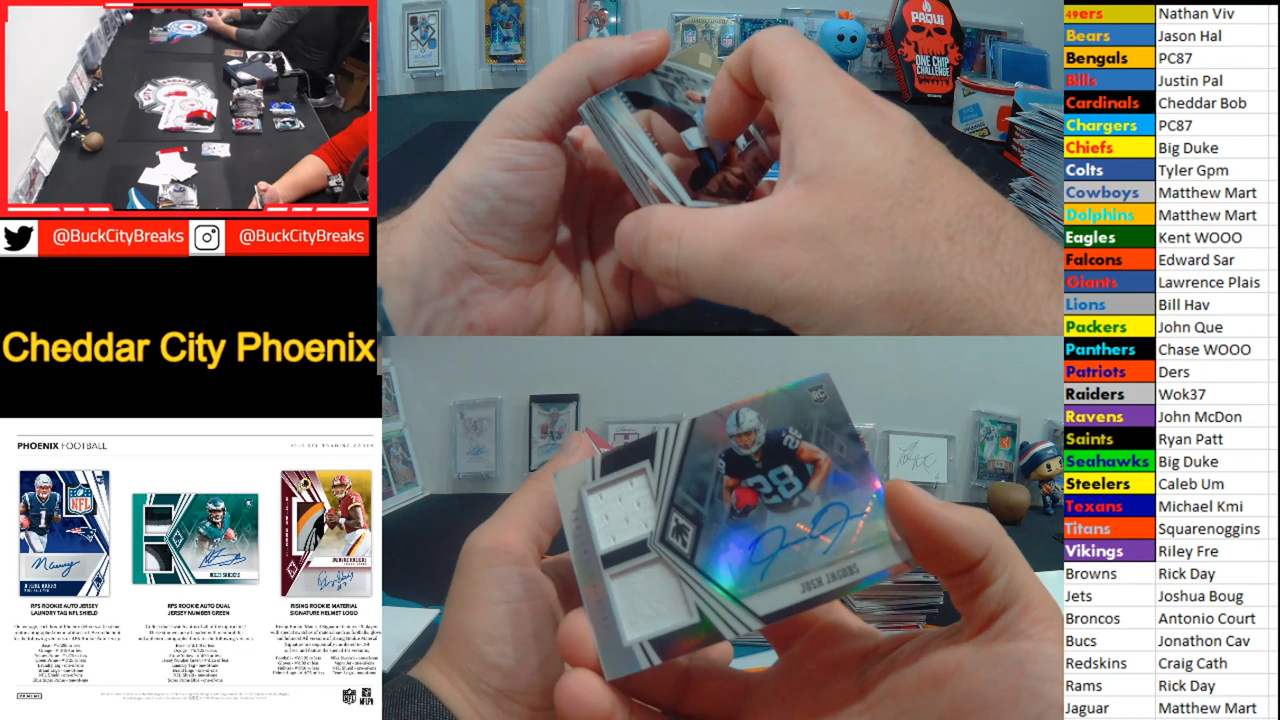 @BuckCityBreaks
@BuckCityBreaks
Cheddar City Phoenix
PHOENIX FOOTBALL
RPS ROOKIE AUTO JERSEY
LAUNDRY TAG NFL SHIELD
RPS ROOKIE AUTO DUAL
JERSEY NUMBER GREEN
RISING ROOKIE MATERIAL
SIGNATURE HELMET LOGO
PANINI
PAQUI
ONE CHIP
CHALLENGE
RC
28
JOSH JACOBS
49ers Nathan Viv
Bears Jason Hal
Bengals PC87
Bills Justin Pal
Cardinals Cheddar Bob
Chargers PC87
Chiefs Big Duke
Colts Tyler Gpm
Cowboys Matthew Mart
Dolphins Matthew Mart
Eagles Kent WOOO
Falcons Edward Sar
Giants Lawrence Plais
Lions Bill Hav
Packers John Que
Panthers Chase WOOO
Patriots Ders
Raiders Wok37
Ravens John McDon
Saints Ryan Patt
Seahawks Big Duke
Steelers Caleb Um
Texans Michael Kmi
Titans Squarenoggins
Vikings Riley Fre
Browns Rick Day
Jets Joshua Boug
Broncos Antonio Court
Bucs Jonathan Cuv
Redskins Craig Cath
Rams Rick Day
Jaguar Matthew Mart